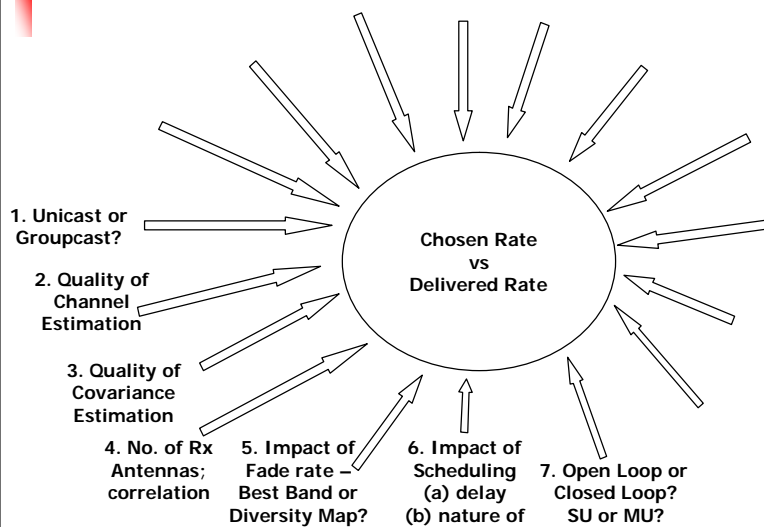 Chosen Rate
vs
Delivered Rate
1. Unicast or
Groupcast?
2. Quality of
Channel
Estimation
3. Quality of
Covariance
Estimation
4. No. of Rx
Antennas;
correlation
5. Impact of
Fade rate –
Best Band or
Diversity Map?
6. Impact of
Scheduling
(a) delay
(b) nature of
7. Open Loop or
Closed Loop?
SU or MU?